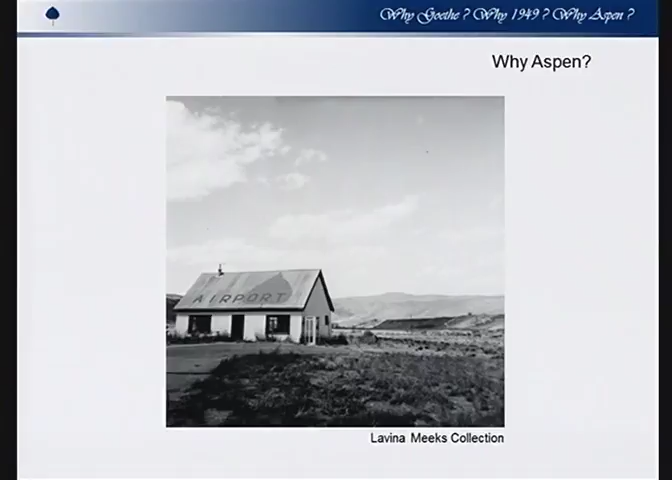 Why Goethe ? Why 1949 ? Why Aspen ?
Why Aspen?
AIRPORT
Lavina Meeks Collection